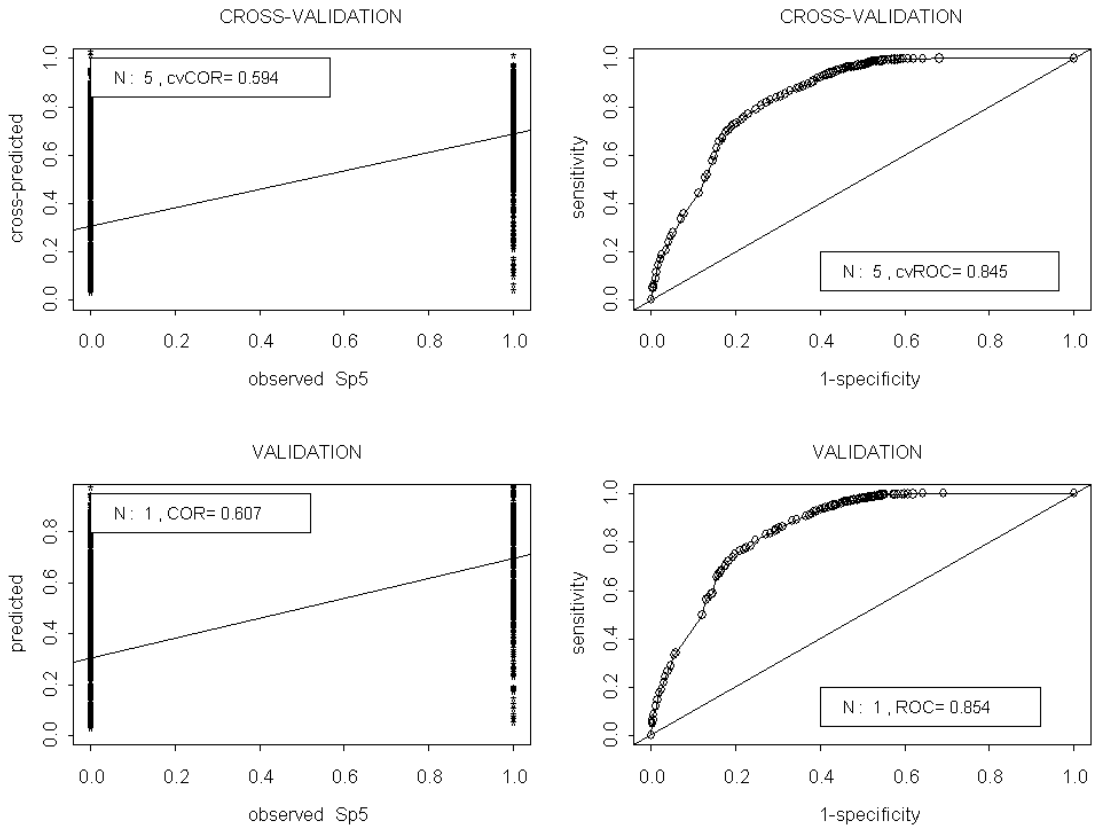 CROSS-VALIDATION
N : 5 , cvCOR= 0.594
cross-predicted
0.0 0.2 0.4 0.6 0.8 1.0
0.0 0.2 0.4 0.6 0.8 1.0
observed Sp5
CROSS-VALIDATION
N : 5 , cvROC= 0.845
sensitivity
0.0 0.2 0.4 0.6 0.8 1.0
0.0 0.2 0.4 0.6 0.8 1.0
1-specificity
VALIDATION
N : 1 , COR= 0.607
predicted
0.0 0.2 0.4 0.6 0.8
0.0 0.2 0.4 0.6 0.8 1.0
observed Sp5
VALIDATION
N : 1 , ROC= 0.854
sensitivity
0.0 0.2 0.4 0.6 0.8 1.0
0.0 0.2 0.4 0.6 0.8 1.0
1-specificity